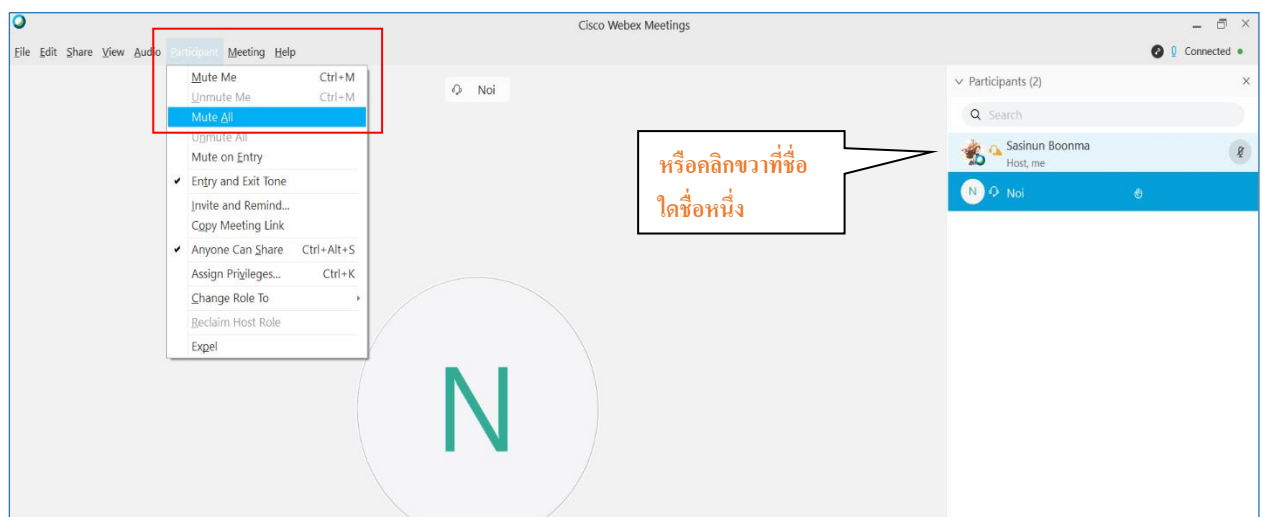 Cisco Webex Meetings
File Edit Share View Audio Participant Meeting Help
Connected
Mute Me Ctrl+M
Unmute Me Ctrl+M
Mute All
Unmute All
Mute on Entry
Entry and Exit Tone
Invite and Remind...
Copy Meeting Link
Anyone Can Share Ctrl+Alt+S
Assign Privileges... Ctrl+K
Change Role To
Reclaim Host Role
Expel
Noi
N
หรือคลิกขวาที่ชื่อ
ใดชื่อหนึ่ง
Participants (2)
Search
Sasinun Boonma
Host, me
N Noi